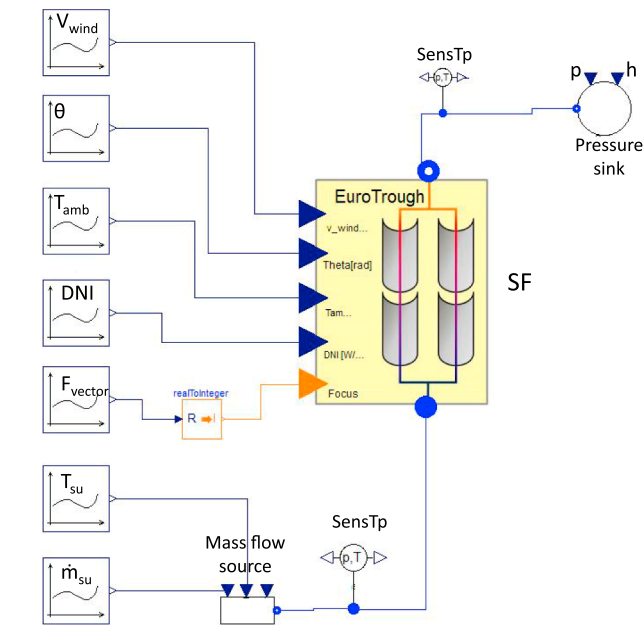 V_wind
SensTp
p,T
p
h
Pressure
sink
θ
EuroTrough
v_wind...
T_amb
Theta[rad]
SF
Tam...
DNI
DNI [W/...
F_vector
realToInteger
R
I
Focus
T_su
SensTp
p,T
Mass flow
source
ṁ_su